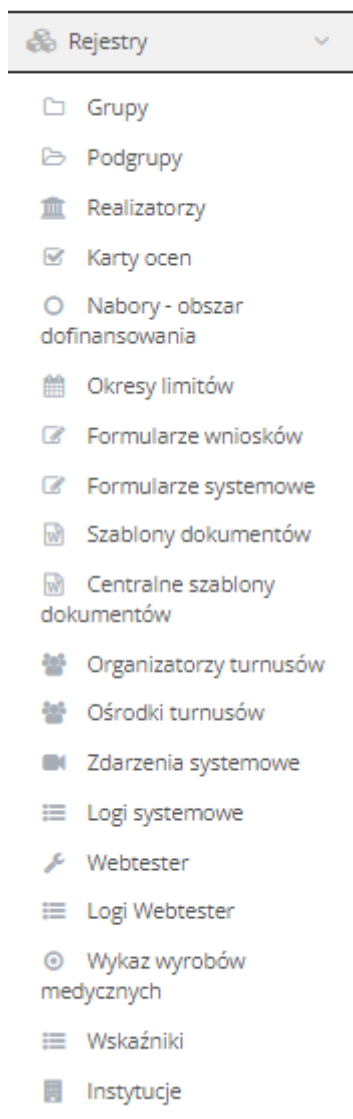 Rejestry
Grupy
Podgrupy
Realizatorzy
Karty ocen
Nabory - obszar
dofinansowania
Okresy limitów
Formularze wniosków
Formularze systemowe
Szablony dokumentów
Centralne szablony
dokumentów
Organizatorzy turnusów
Ośrodki turnusów
Zdarzenia systemowe
Logi systemowe
Webtester
Logi Webtester
Wykaz wyrobów
medycznych
Wskaźniki
Instytucje